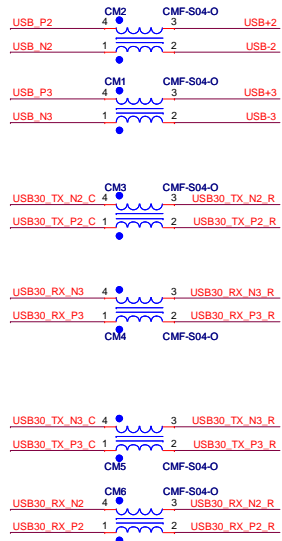 CM2 CMF-S04-O
USB_P2 4 3 USB+2
USB_N2 1 2 USB-2
CM1 CMF-S04-O
USB_P3 4 3 USB+3
USB_N3 1 2 USB-3
CM3 CMF-S04-O
USB30_TX_N2_C 4 3 USB30_TX_N2_R
USB30_TX_P2_C 1 2 USB30_TX_P2_R
USB30_RX_N3 4 3 USB30_RX_N3_R
USB30_RX_P3 1 2 USB30_RX_P3_R
CM4 CMF-S04-O
USB30_TX_N3_C 4 3 USB30_TX_N3_R
USB30_TX_P3_C 1 2 USB30_TX_P3_R
CM5 CMF-S04-O
CM6 CMF-S04-O
USB30_RX_N2 4 3 USB30_RX_N2_R
USB30_RX_P2 1 2 USB30_RX_P2_R